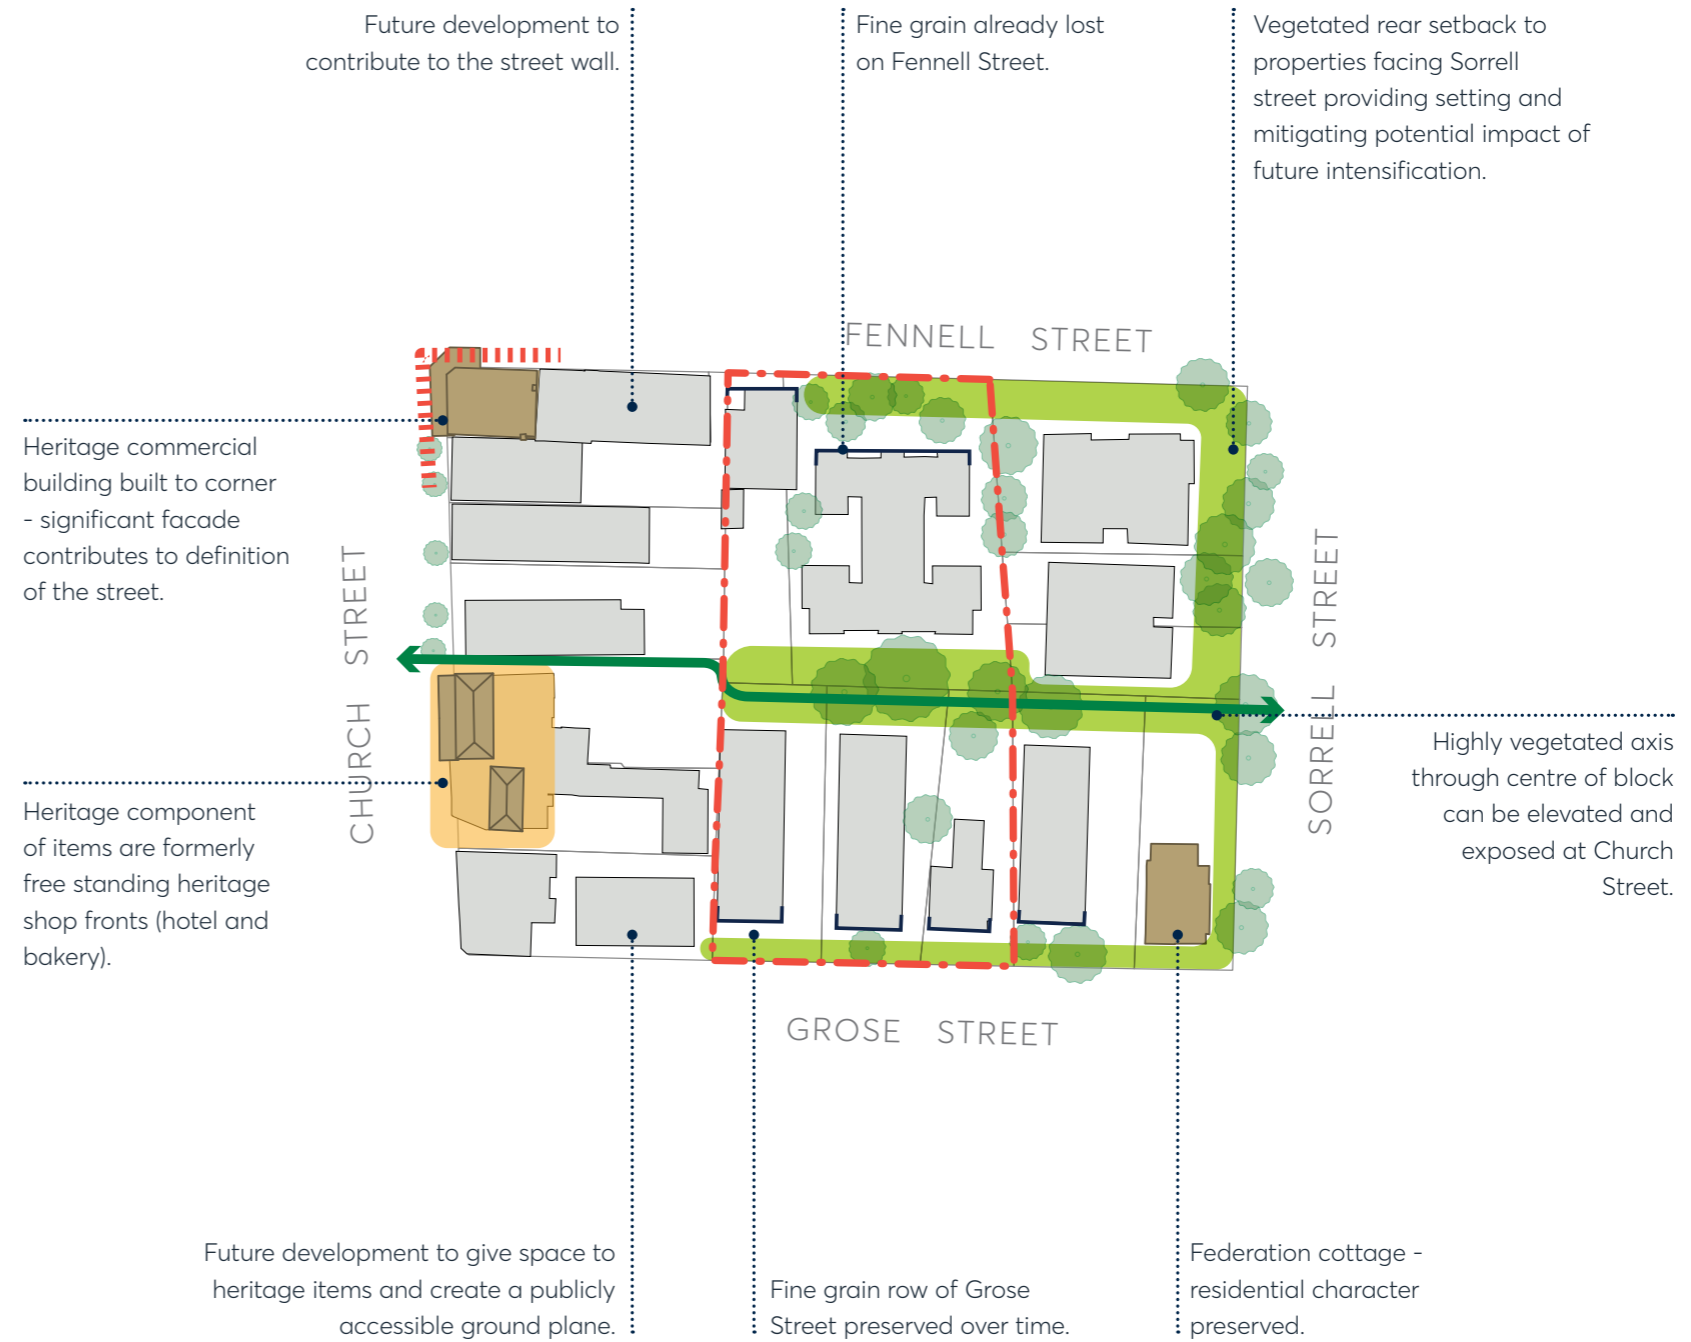 Future development to
contribute to the street wall.
Fine grain already lost
on Fennell Street.
Vegetated rear setback to
properties facing Sorrell
street providing setting and
mitigating potential impact of
future intensification.
FENNELL STREET
Heritage commercial
building built to corner
- significant facade
contributes to definition
of the street.
CHURCH STREET
SORRELL STREET
Highly vegetated axis
through centre of block
can be elevated and
exposed at Church
Street.
Heritage component
of items are formerly
free standing heritage
shop fronts (hotel and
bakery).
GROSE STREET
Future development to give space to
heritage items and create a publicly
accessible ground plane.
Fine grain row of Grose
Street preserved over time.
Federation cottage -
residential character
preserved.